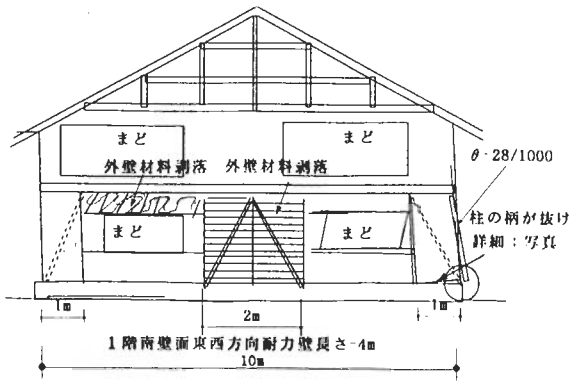 まど
まど
外壁材料剥落 外壁材料剥落
θ-28/1000
柱の柄が抜け
詳細:写真
まど
まど
1m
2m
1m
1階南壁面東西方向耐力壁長さ-4m
10m